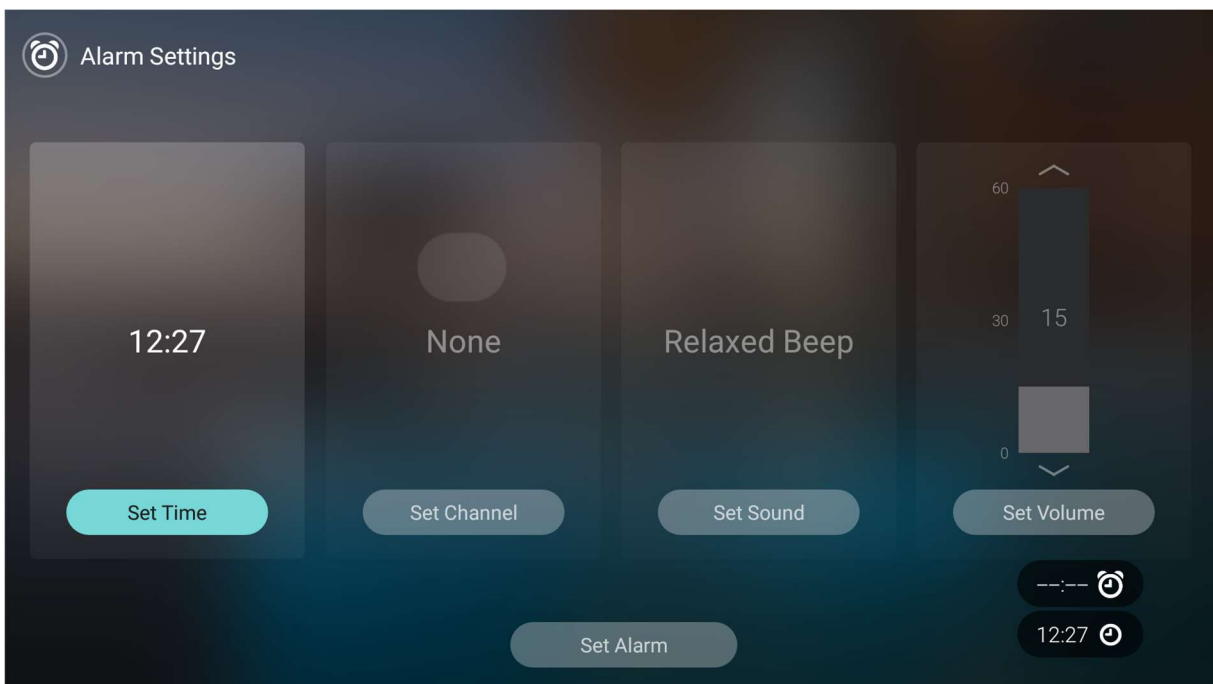 Alarm Settings
12:27
Set Time
None
Set Channel
Relaxed Beep
Set Sound
60
30
15
0
Set Volume
--:--
12:27
Set Alarm